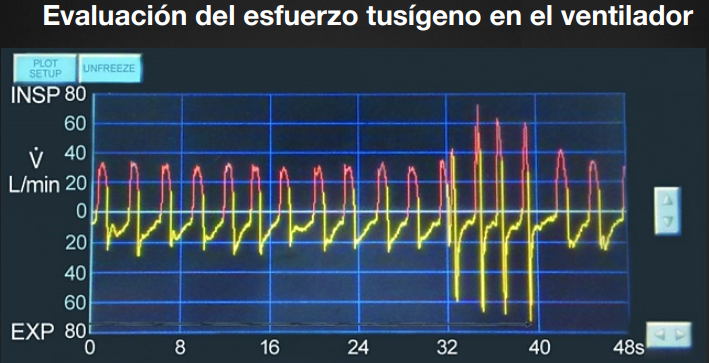 Evaluación del esfuerzo tusígeno en el ventilador
PLOT
SETUP
UNFREEZE
INSP 80
60
V̇
40
L/min 20
0
20
40
60
EXP 80
0 8 16 24 32 40 48s